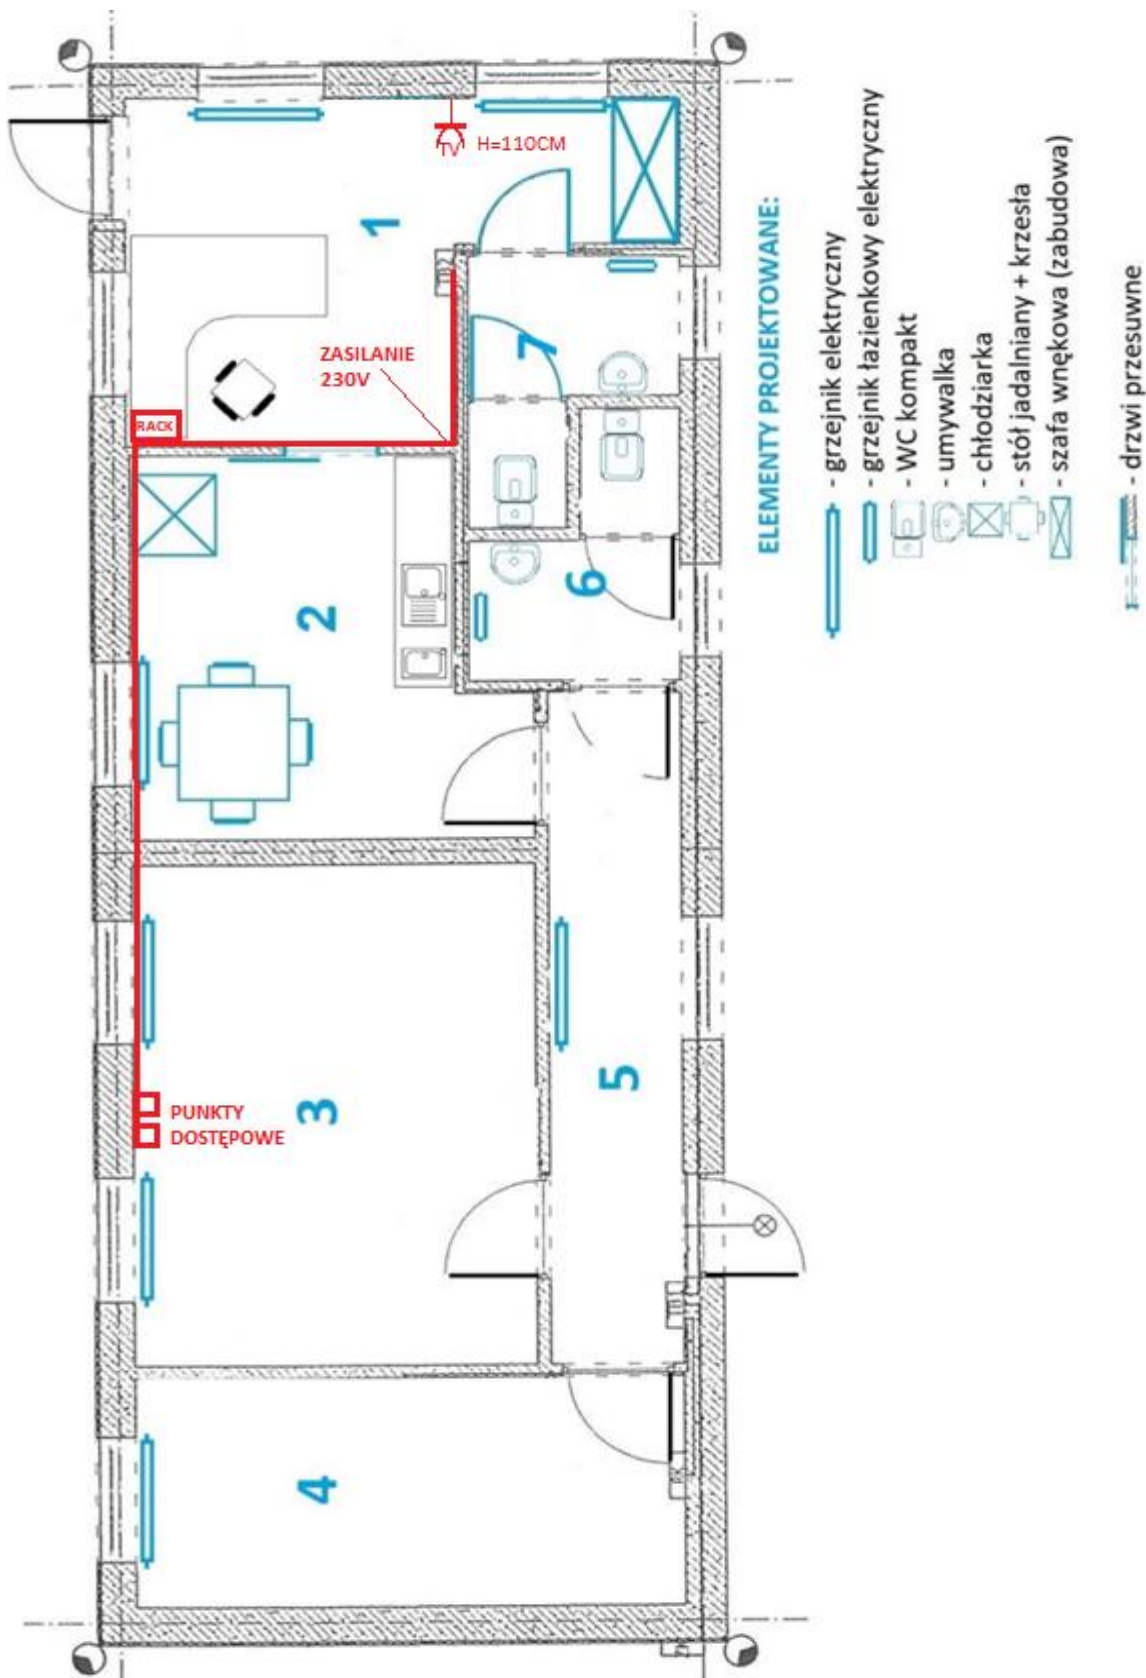 TV
H=110CM
1
ZASILANIE
230V
RACK
7
2
6
PUNKTY
DOSTĘPOWE
3
5
4
ELEMENTY PROJEKTOWANE:
- grzejnik elektryczny
- grzejnik łazienkowy elektryczny
- WC kompakt
- umywalka
- chłodziarka
- stół jadalniany + krzesła
- szafa wnękowa (zabudowa)
- drzwi przesuwne